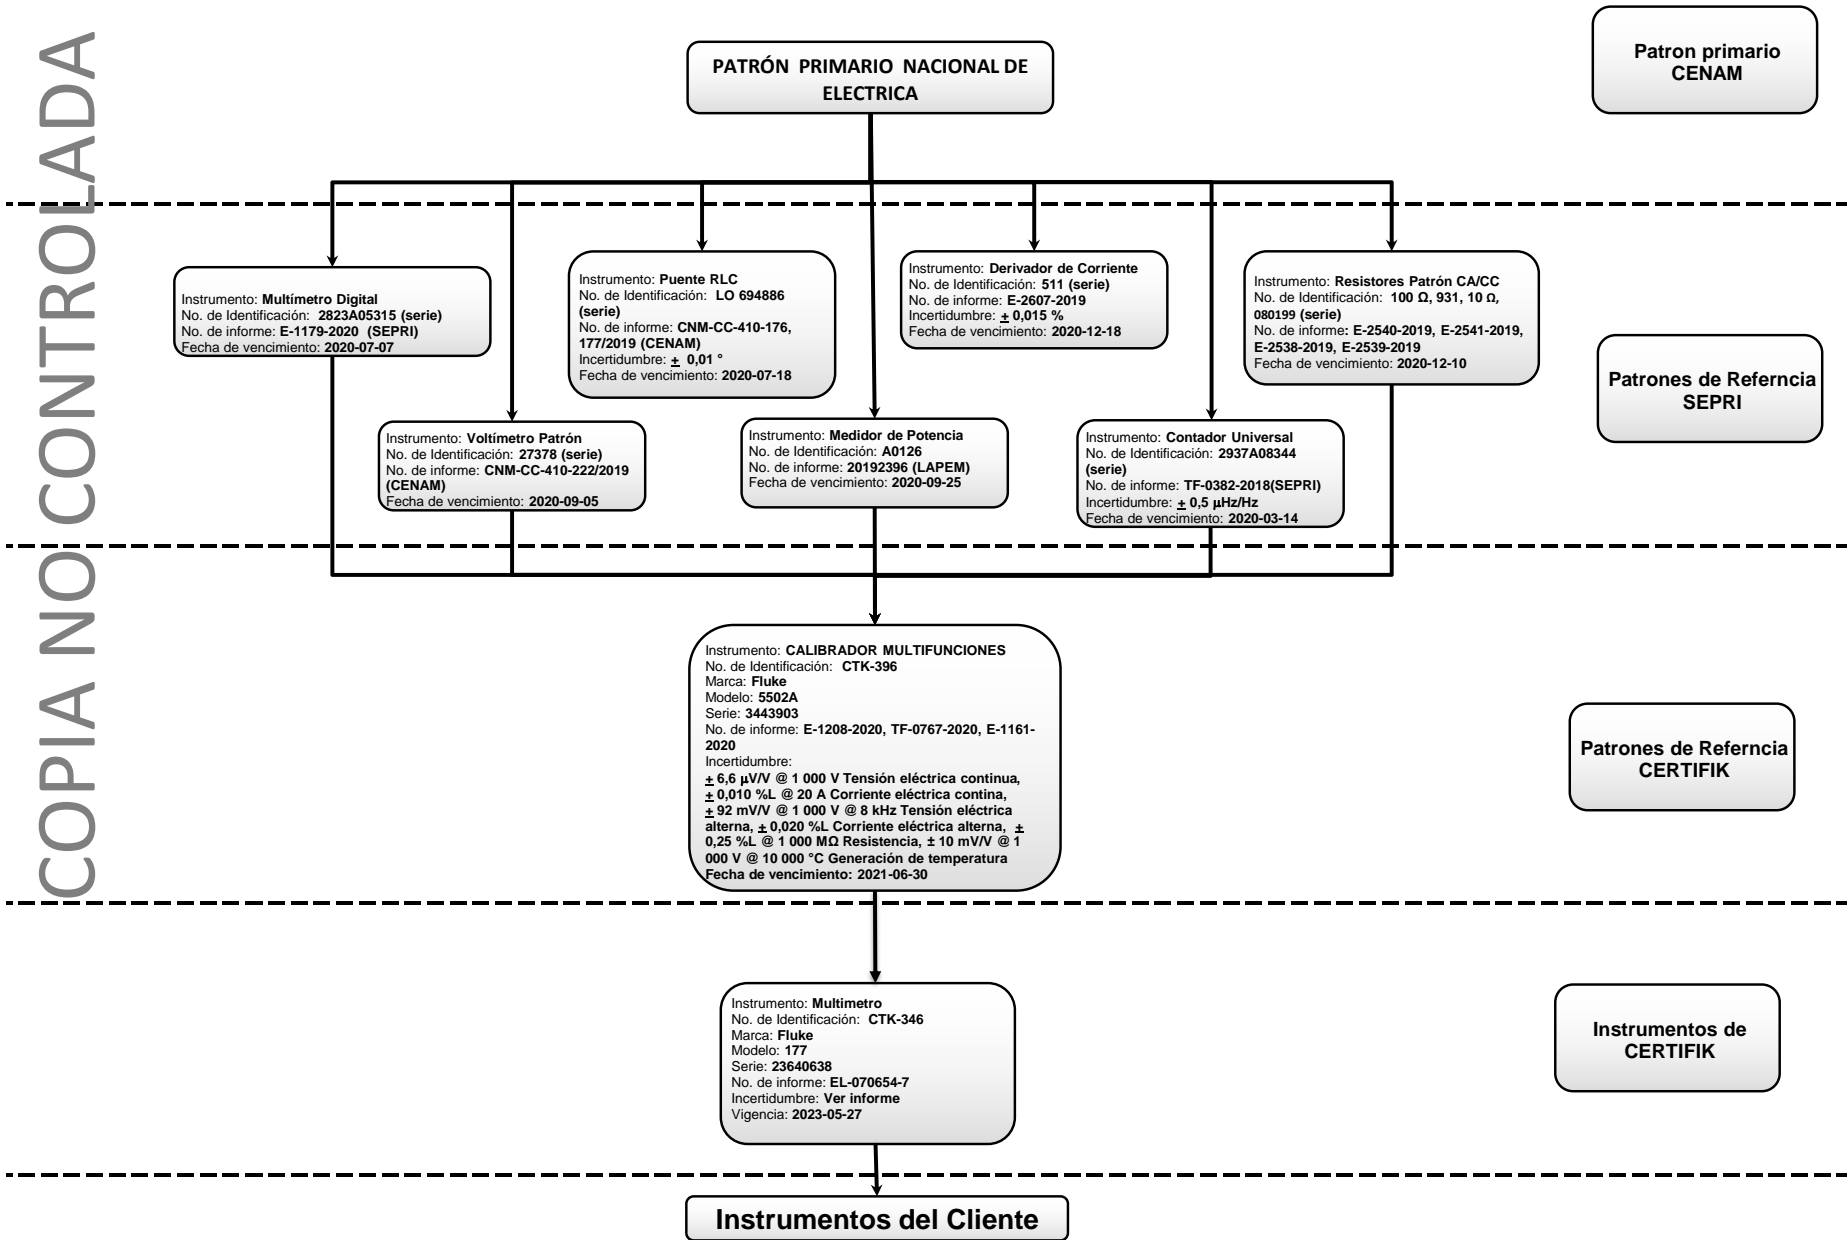 COPIA NO CONTROLADA
PATRÓN PRIMARIO NACIONAL DE
ELECTRICA
Patron primario
CENAM
Instrumento: Multímetro Digital
No. de Identificación: 2823A05315 (serie)
No. de informe: E-1179-2020 (SEPRI)
Fecha de vencimiento: 2020-07-07
Instrumento: Puente RLC
No. de Identificación: LO 694886
(serie)
No. de informe: CNM-CC-410-176,
177/2019 (CENAM)
Incertidumbre: ± 0,01 °
Fecha de vencimiento: 2020-07-18
Instrumento: Derivador de Corriente
No. de Identificación: 511 (serie)
No. de informe: E-2607-2019
Incertidumbre: ± 0,015 %
Fecha de vencimiento: 2020-12-18
Instrumento: Resistores Patrón CA/CC
No. de Identificación: 100 Ω, 931, 10 Ω,
080199 (serie)
No. de informe: E-2540-2019, E-2541-2019,
E-2538-2019, E-2539-2019
Fecha de vencimiento: 2020-12-10
Patrones de Referncia
SEPRI
Instrumento: Voltímetro Patrón
No. de Identificación: 27378 (serie)
No. de informe: CNM-CC-410-222/2019
(CENAM)
Fecha de vencimiento: 2020-09-05
Instrumento: Medidor de Potencia
No. de Identificación: A0126
No. de informe: 20192396 (LAPEM)
Fecha de vencimiento: 2020-09-25
Instrumento: Contador Universal
No. de Identificación: 2937A08344
(serie)
No. de informe: TF-0382-2018(SEPRI)
Incertidumbre: ± 0,5 µHz/Hz
Fecha de vencimiento: 2020-03-14
Instrumento: CALIBRADOR MULTIFUNCIONES
No. de Identificación: CTK-396
Marca: Fluke
Modelo: 5502A
Serie: 3443903
No. de informe: E-1208-2020, TF-0767-2020, E-1161-
2020
Incertidumbre:
± 6,6 µV/V @ 1 000 V Tensión eléctrica continua,
± 0,010 %L @ 20 A Corriente eléctrica contina,
± 92 mV/V @ 1 000 V @ 8 kHz Tensión eléctrica
alterna, ± 0,020 %L Corriente eléctrica alterna, ±
0,25 %L @ 1 000 MΩ Resistencia, ± 10 mV/V @ 1
000 V @ 10 000 °C Generación de temperatura
Fecha de vencimiento: 2021-06-30
Patrones de Referncia
CERTIFIK
Instrumento: Multimetro
No. de Identificación: CTK-346
Marca: Fluke
Modelo: 177
Serie: 23640638
No. de informe: EL-070654-7
Incertidumbre: Ver informe
Vigencia: 2023-05-27
Instrumentos de
CERTIFIK
Instrumentos del Cliente